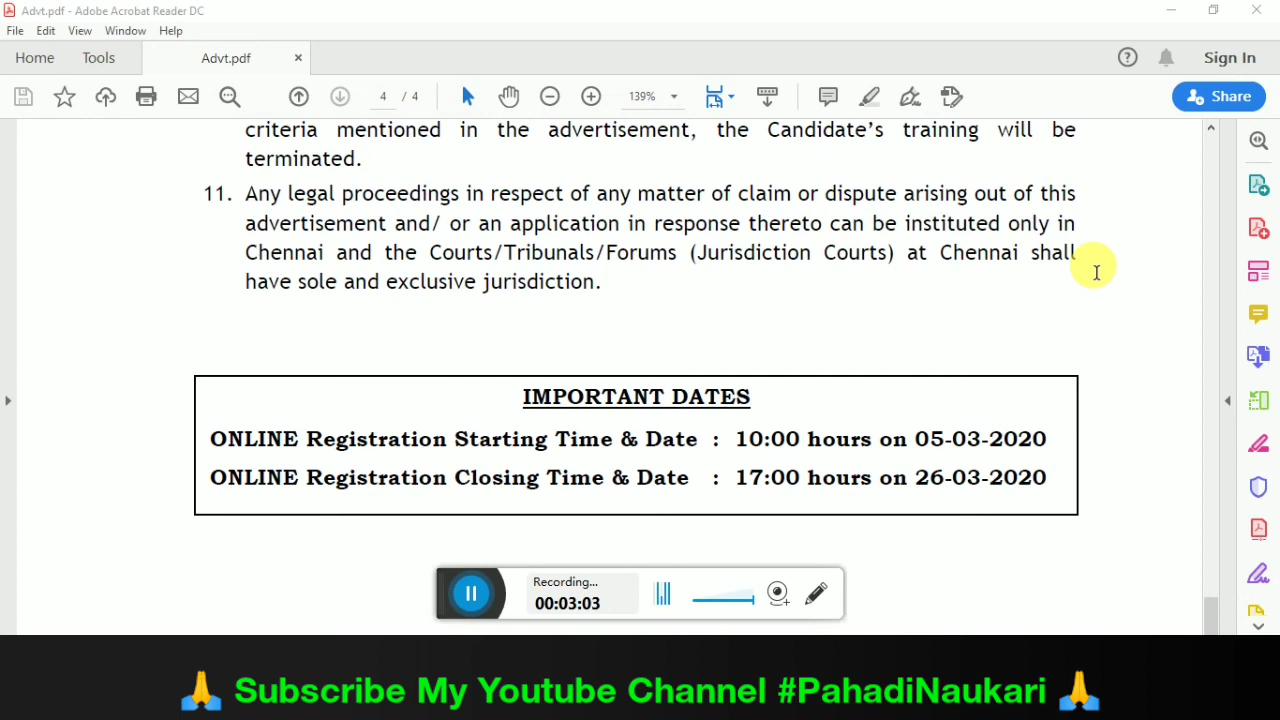 Advt.pdf - Adobe Acrobat Reader DC
File Edit View Window Help
Home Tools Advt.pdf × Sign In
4 / 4 139% Share
criteria mentioned in the advertisement, the Candidate's training will be
terminated.
11. Any legal proceedings in respect of any matter of claim or dispute arising out of this
advertisement and/ or an application in response thereto can be instituted only in
Chennai and the Courts/Tribunals/Forums (Jurisdiction Courts) at Chennai shall
have sole and exclusive jurisdiction.
IMPORTANT DATES
ONLINE Registration Starting Time & Date : 10:00 hours on 05-03-2020
ONLINE Registration Closing Time & Date : 17:00 hours on 26-03-2020
Recording...
00:03:03
🙏 Subscribe My Youtube Channel #PahadiNaukari 🙏